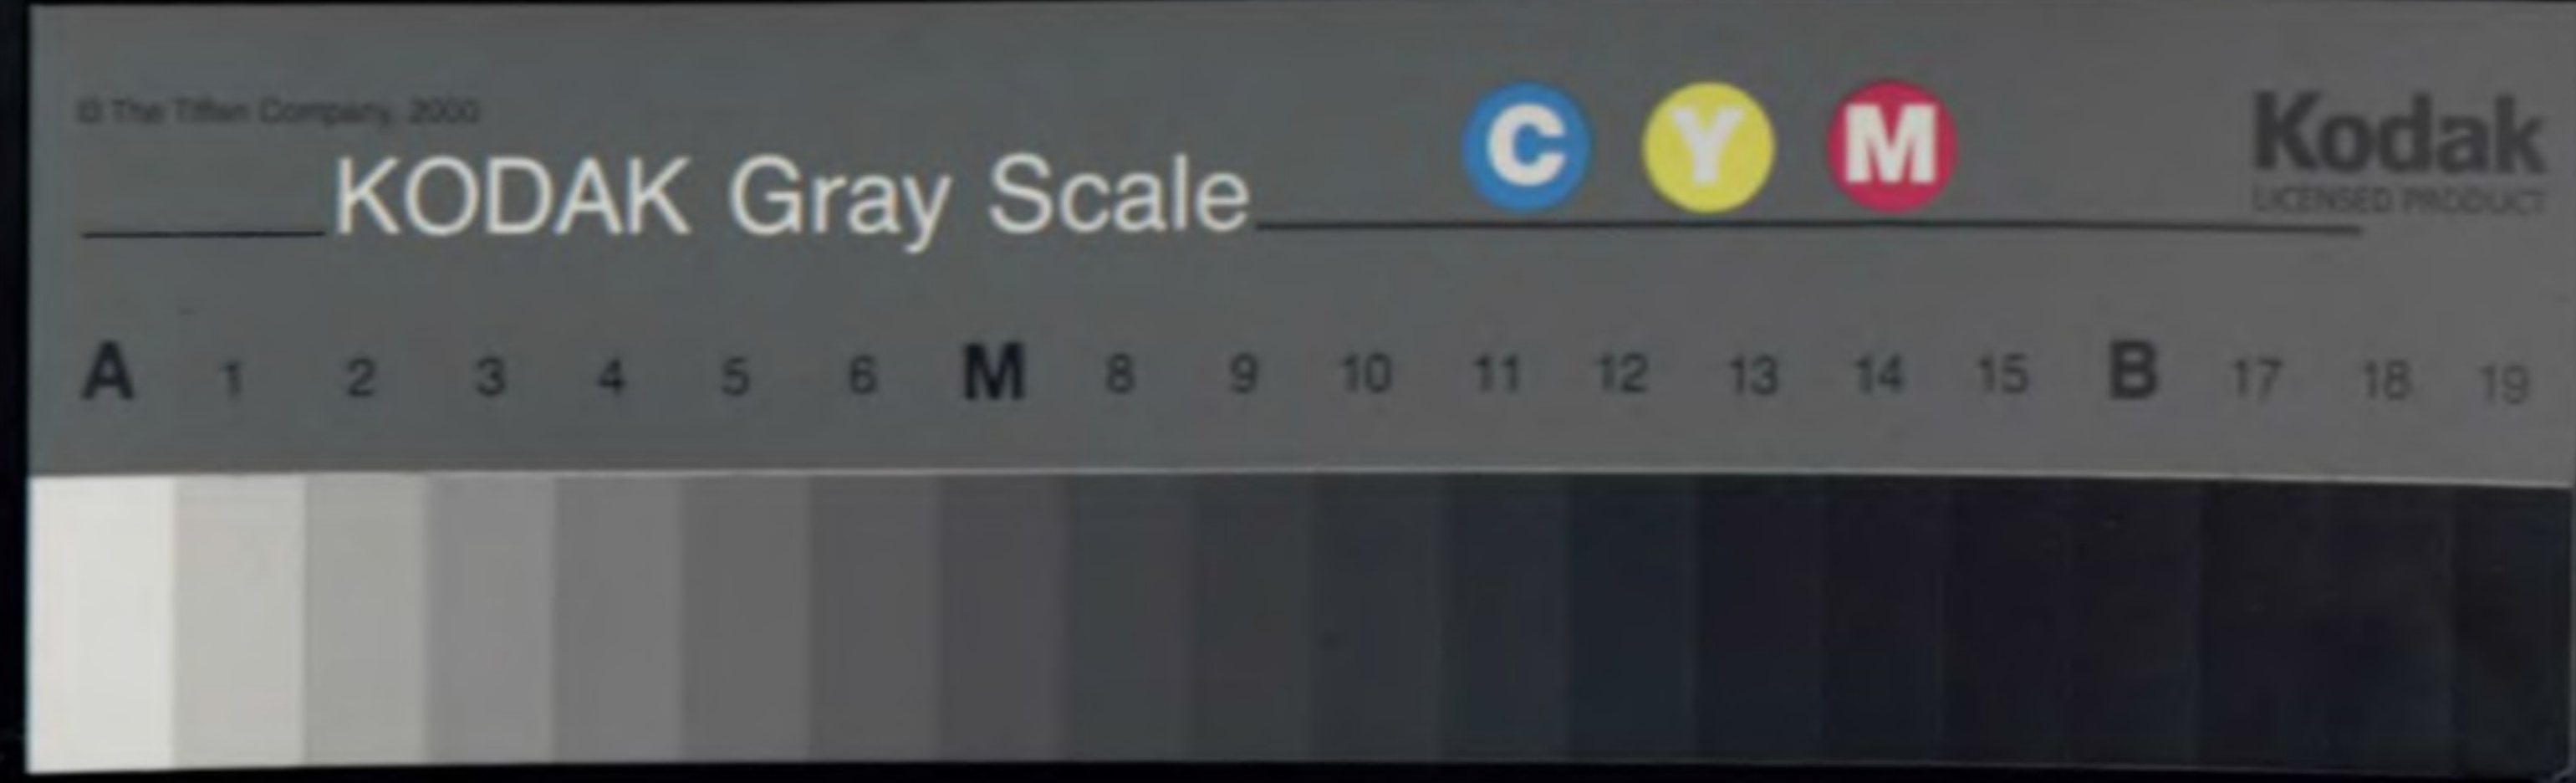 © The Tiffen Company, 2000
KODAK Gray Scale
C Y M
Kodak
LICENSED PRODUCT
A 1 2 3 4 5 6 M 8 9 10 11 12 13 14 15 B 17 18 19